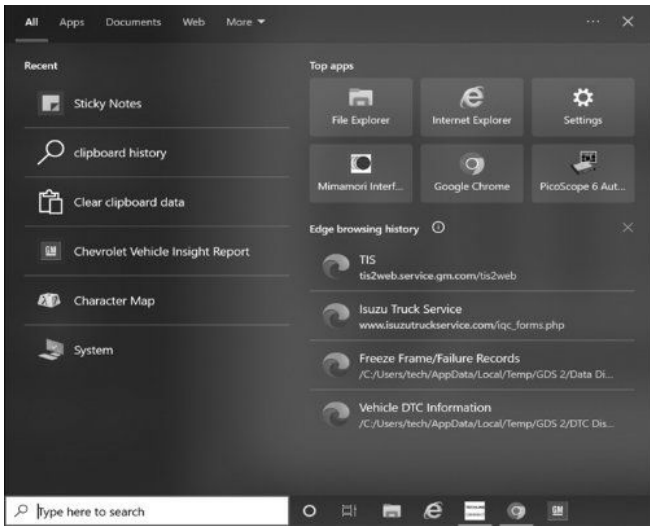 All Apps Documents Web More
Recent
Sticky Notes
clipboard history
Clear clipboard data
GM Chevrolet Vehicle Insight Report
Character Map
System
Top apps
File Explorer
Internet Explorer
Settings
Mimamori Interf...
Google Chrome
PicoScope 6 Aut...
Edge browsing history
TIS
tis2web.service.gm.com/tis2web
Isuzu Truck Service
www.isuzutruckservice.com/iqc_forms.php
Freeze Frame/Failure Records
/C:/Users/tech/AppData/Local/Temp/GDS 2/Data Di...
Vehicle DTC Information
/C:/Users/tech/AppData/Local/Temp/GDS 2/DTC Dis...
Type here to search
GM